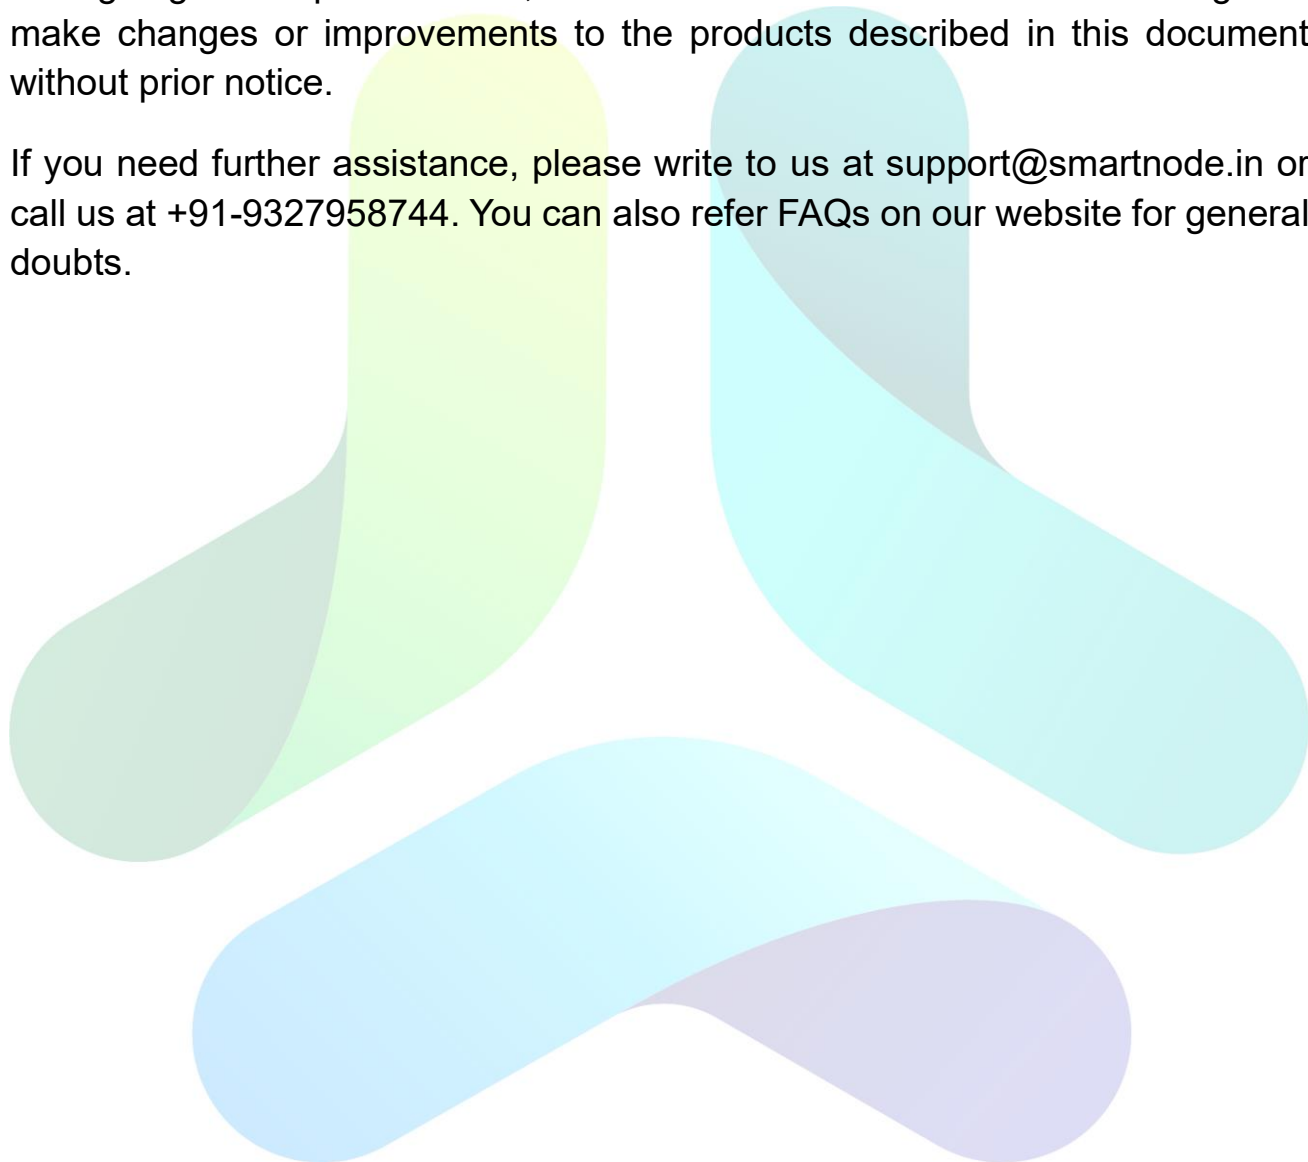 make changes or improvements to the products described in this document
without prior notice.
If you need further assistance, please write to us at support@smartnode.in or
call us at +91-9327958744. You can also refer FAQs on our website for general
doubts.